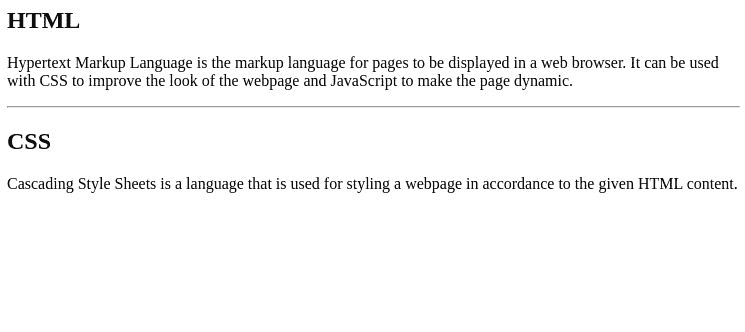 HTML
Hypertext Markup Language is the markup language for pages to be displayed in a web browser. It can be used
with CSS to improve the look of the webpage and JavaScript to make the page dynamic.
CSS
Cascading Style Sheets is a language that is used for styling a webpage in accordance to the given HTML content.